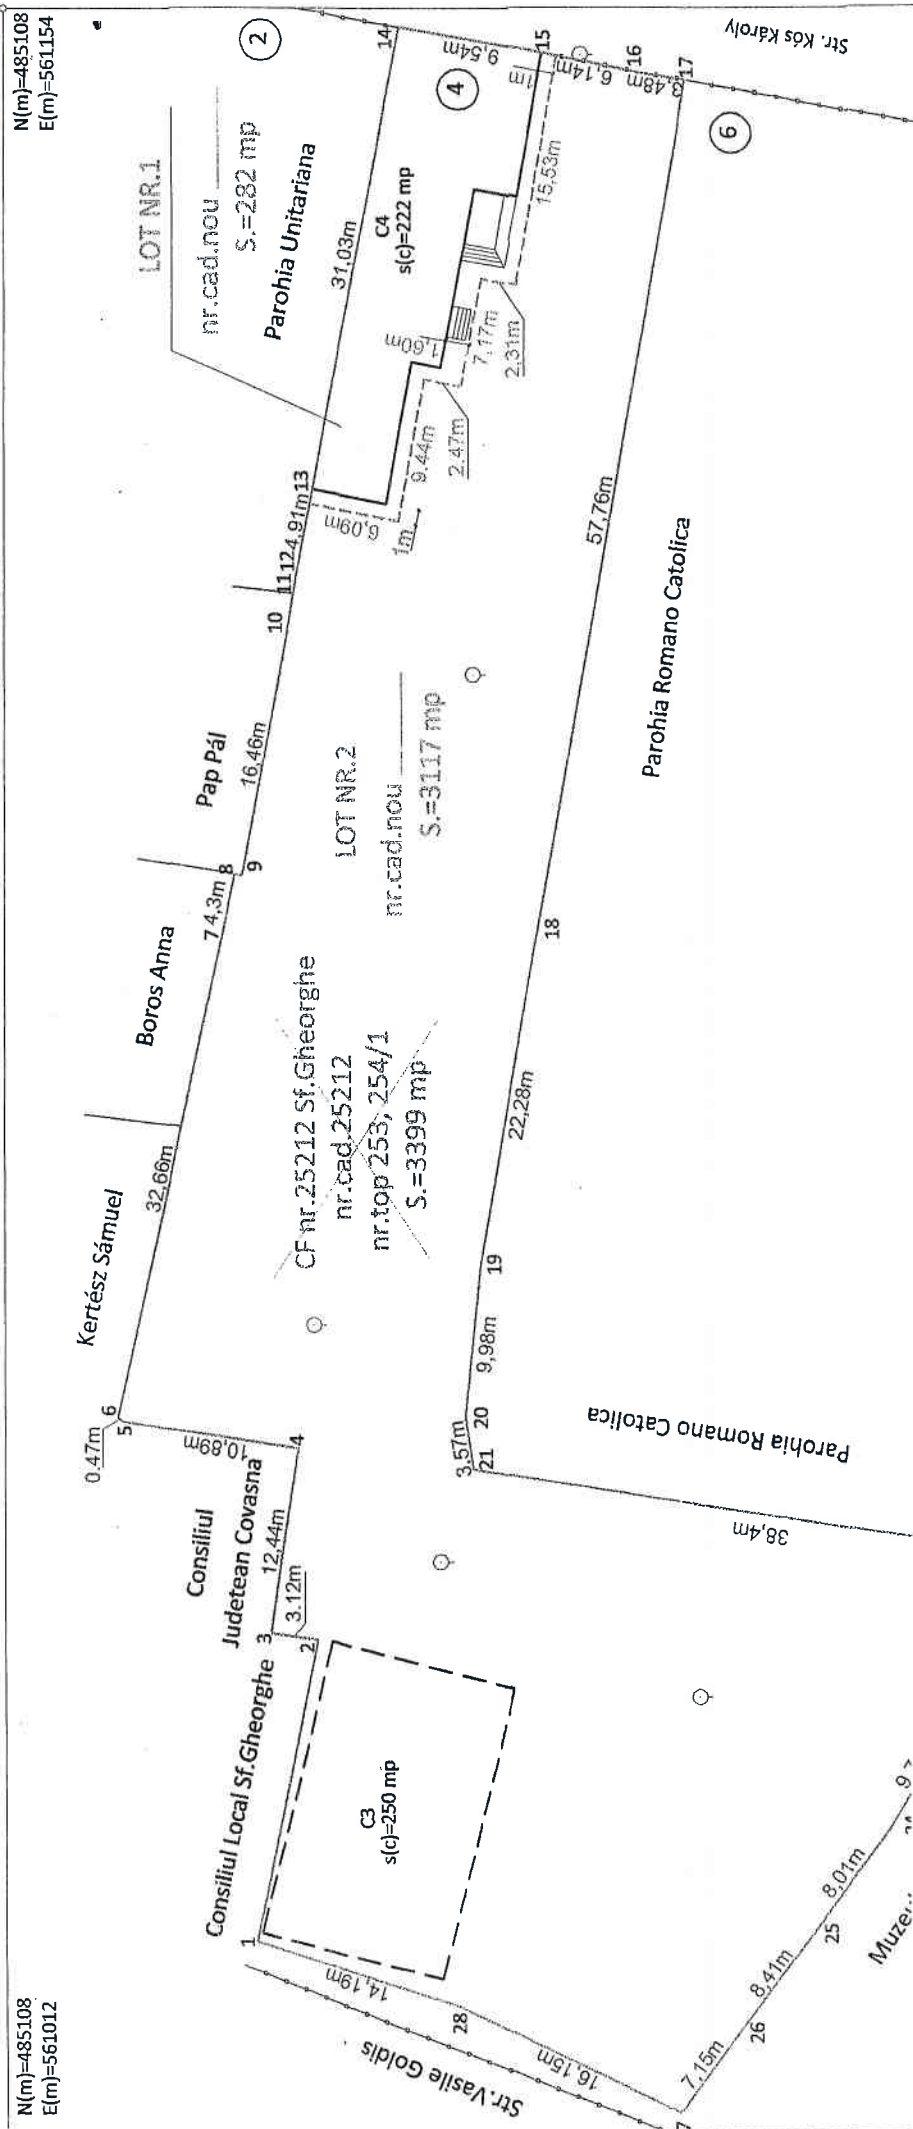 N(m)=485108
E(m)=561012
N(m)=485108
E(m)=561154
LOT NR.1
nr.cad.nou
S.=282 mp
Parohia Unitariana
2
4
6
Str. Kós Károly
14
9,54m
15
6,14m
16
3,48m
17
31,03m
C4
s(c)=222 mp
1m
15,53m
1,60m
7,17m
2,31m
9,44m
2.47m
6,09m
1m
13
4,91m
12
11
10
Pap Pál
16,46m
9
8
4,3m
7
Boros Anna
32,66m
Kertész Sámuel
6
5
0.47m
10,89m
4
Consiliul
Judetean Covasna
12,44m
3
3.12m
2
Consiliul Local Sf.Gheorghe
1
LOT NR.2
nr.cad.nou
S.=3117 mp
CF nr.25212 Sf.Gheorghe
nr.cad.25212
nr.top 253, 254/1
S.=3399 mp
57,76m
Parohia Romano Catolica
18
22,28m
19
9,98m
20
3,57m
21
Parohia Romano Catolica
38,4m
C3
s(c)=250 mp
14,19m
28
16,15m
Str.Vasile Goldis
7,15m
26
8,41m
25
8,01m